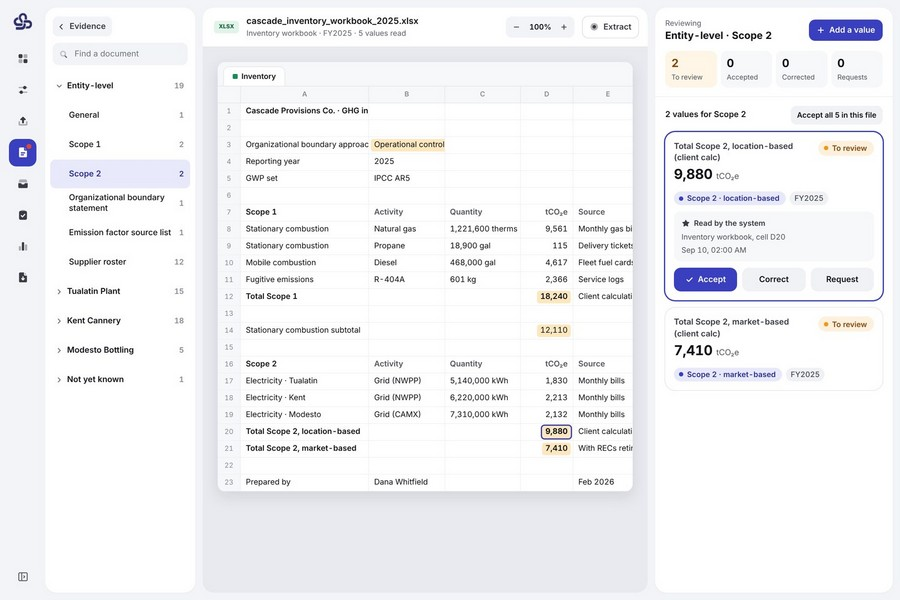 Evidence
Find a document
Entity-level 19
General 1
Scope 1 2
Scope 2 2
Organizational boundary
statement 1
Emission factor source list 1
Supplier roster 12
Tualatin Plant 15
Kent Cannery 18
Modesto Bottling 5
Not yet known 1
XLSX
cascade_inventory_workbook_2025.xlsx
Inventory workbook · FY2025 · 5 values read
− 100% +
Extract
Inventory
A B C D E
1 Cascade Provisions Co. · GHG in
2
3 Organizational boundary approac Operational control
4 Reporting year 2025
5 GWP set IPCC AR5
6
7 Scope 1 Activity Quantity tCO₂e Source
8 Stationary combustion Natural gas 1,221,600 therms 9,561 Monthly gas bi
9 Stationary combustion Propane 18,900 gal 115 Delivery tickets
10 Mobile combustion Diesel 468,000 gal 4,617 Fleet fuel cards
11 Fugitive emissions R-404A 601 kg 2,366 Service logs
12 Total Scope 1 18,240 Client calculati
13
14 Stationary combustion subtotal 12,110
15
16 Scope 2 Activity Quantity tCO₂e Source
17 Electricity · Tualatin Grid (NWPP) 5,140,000 kWh 1,830 Monthly bills
18 Electricity · Kent Grid (NWPP) 6,220,000 kWh 2,213 Monthly bills
19 Electricity · Modesto Grid (CAMX) 7,310,000 kWh 2,132 Monthly bills
20 Total Scope 2, location-based 9,880 Client calculati
21 Total Scope 2, market-based 7,410 With RECs retir
22
23 Prepared by Dana Whitfield Feb 2026
Reviewing
Entity-level · Scope 2
+ Add a value
2 0 0 0
To review Accepted Corrected Requests
2 values for Scope 2
Accept all 5 in this file
Total Scope 2, location-based
(client calc)
To review
9,880 tCO₂e
Scope 2 · location-based FY2025
Read by the system
Inventory workbook, cell D20
Sep 10, 02:00 AM
Accept Correct Request
Total Scope 2, market-based
(client calc)
To review
7,410 tCO₂e
Scope 2 · market-based FY2025